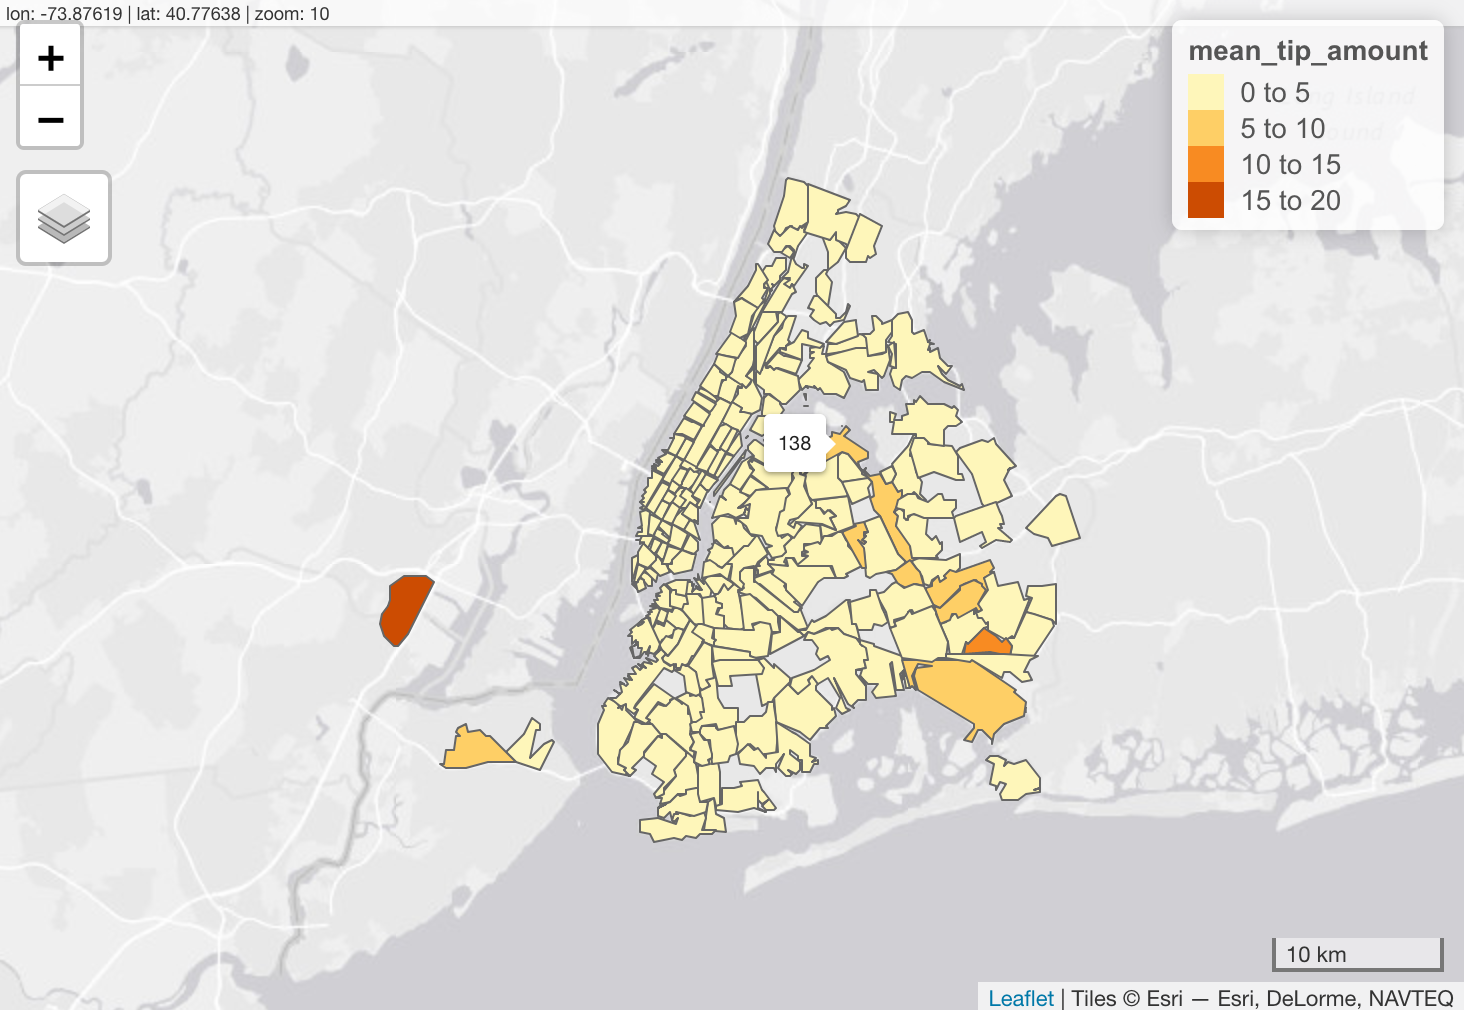 lon: -73.87619 | lat: 40.77638 | zoom: 10
+
−
mean_tip_amount
0 to 5
5 to 10
10 to 15
15 to 20
138
10 km
Leaflet | Tiles © Esri — Esri, DeLorme, NAVTEQ